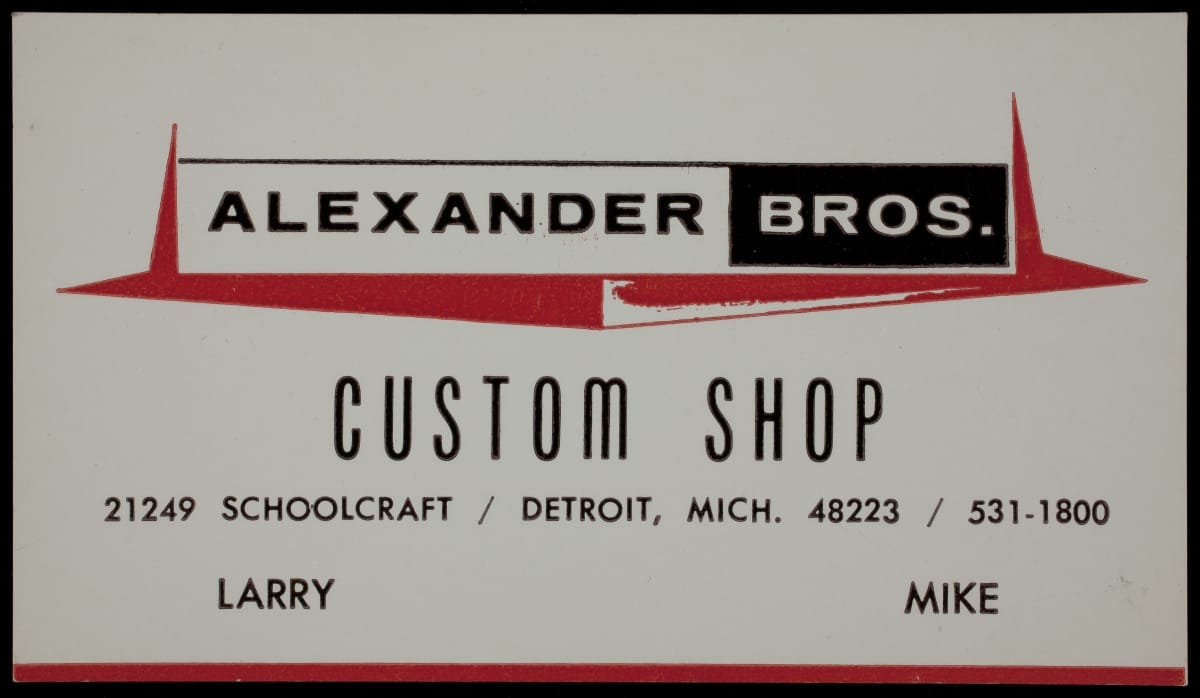 ALEXANDER BROS.
CUSTOM SHOP
21249 SCHOOLCRAFT / DETROIT, MICH. 48223 / 531-1800
LARRY MIKE